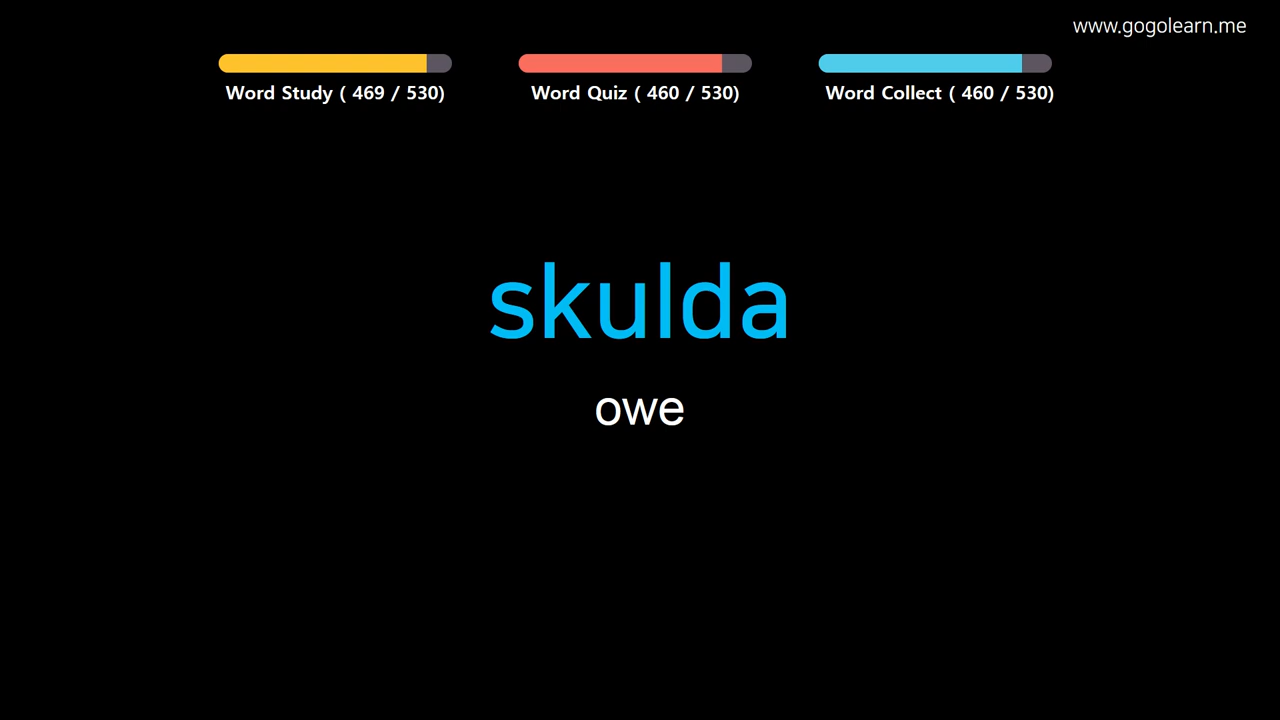 www.gogolearn.me
Word Study ( 469 / 530)
Word Quiz ( 460 / 530)
Word Collect ( 460 / 530)
skulda
owe